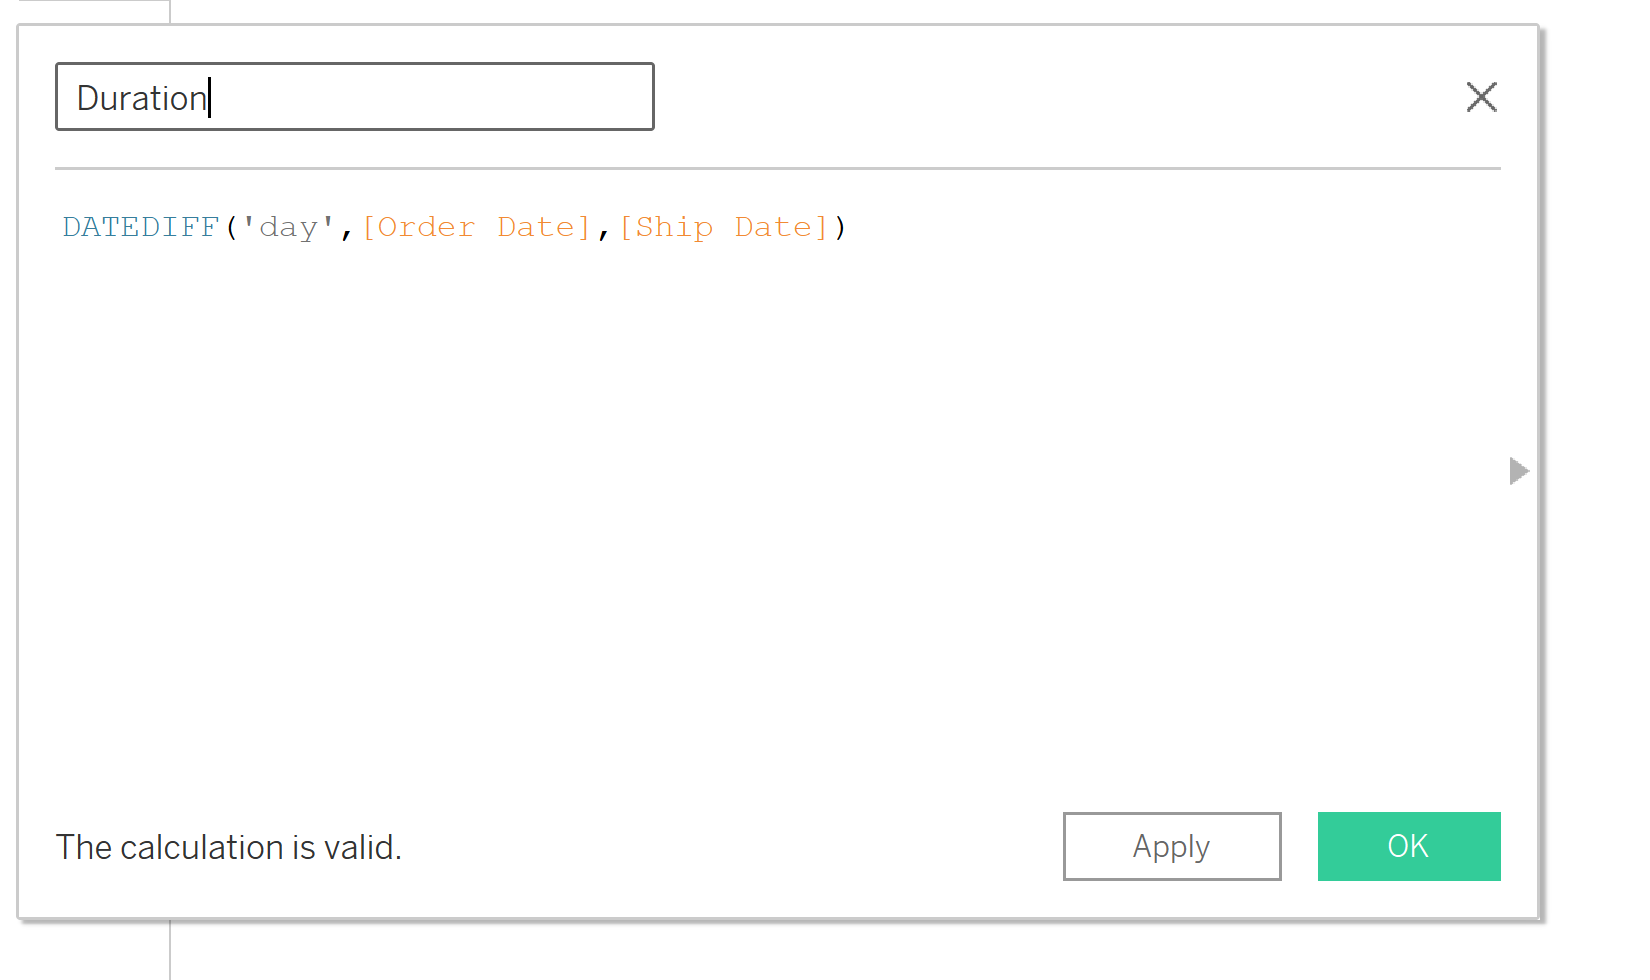 Duration
DATEDIFF('day',[Order Date],[Ship Date])
The calculation is valid.
Apply
OK